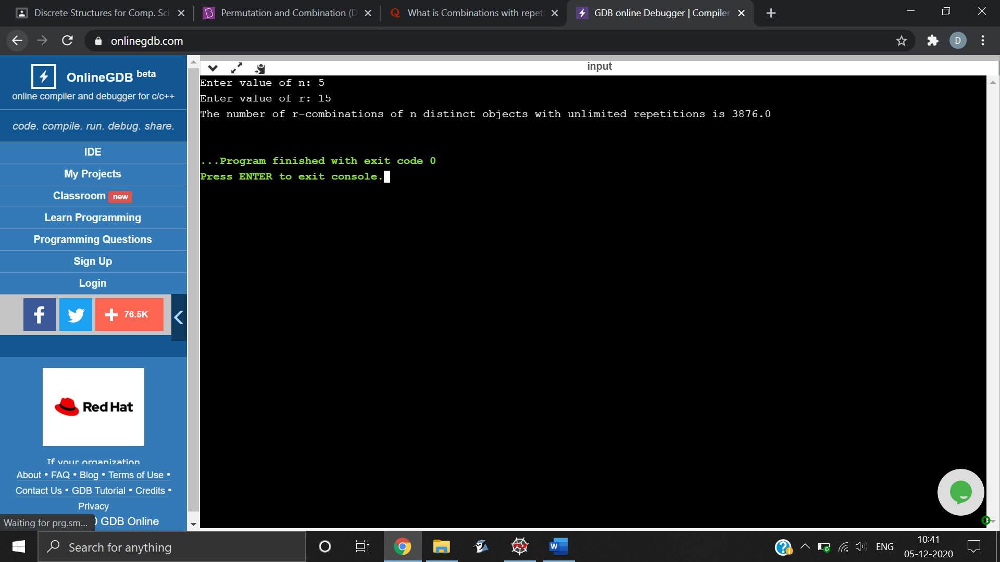 Discrete Structures for Comp. Sci
Permutation and Combination (D
What is Combinations with repeti
GDB online Debugger | Compiler
onlinegdb.com
D
OnlineGDB beta
online compiler and debugger for c/c++
code. compile. run. debug. share.
IDE
My Projects
Classroom new
Learn Programming
Programming Questions
Sign Up
Login
76.5K
Red Hat
If your organization
About • FAQ • Blog • Terms of Use •
Contact Us • GDB Tutorial • Credits •
Privacy
GDB Online
Waiting for prg.sm...
input
Enter value of n: 5
Enter value of r: 15
The number of r-combinations of n distinct objects with unlimited repetitions is 3876.0
...Program finished with exit code 0
Press ENTER to exit console.
Search for anything
W
ENG
10:41
05-12-2020